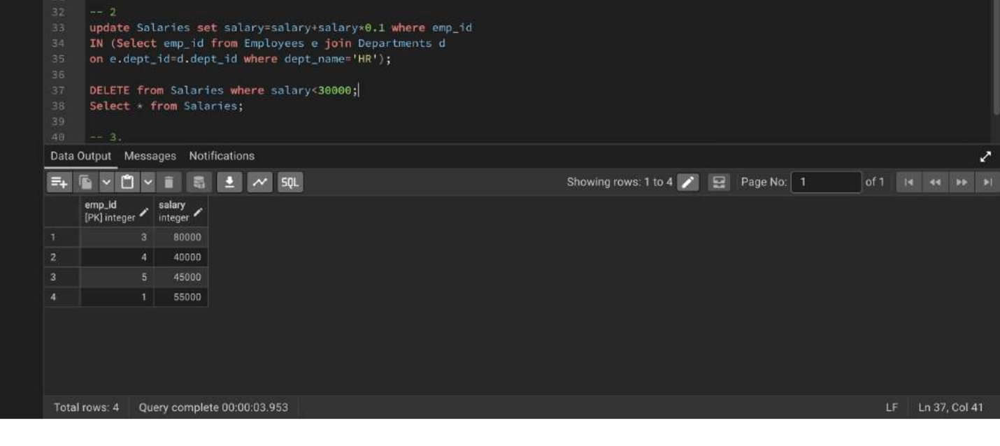 32 -- 2
33 update Salaries set salary=salary+salary*0.1 where emp_id
34 IN (Select emp_id from Employees e join Departments d
35 on e.dept_id=d.dept_id where dept_name='HR');
36
37 DELETE from Salaries where salary<30000;
38 Select * from Salaries;
39
40 -- 3.
Data Output Messages Notifications
SQL Showing rows: 1 to 4 Page No: 1 of 1
emp_id salary
[PK] integer integer
1 3 80000
2 4 40000
3 5 45000
4 1 55000
Total rows: 4 Query complete 00:00:03.953 LF Ln 37, Col 41